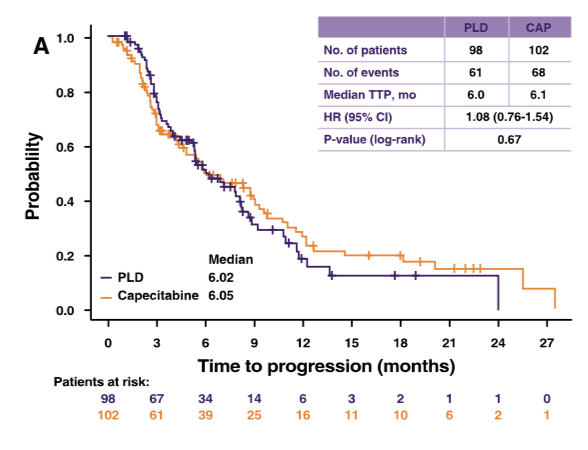 A
PLD CAP
No. of patients 98 102
No. of events 61 68
Median TTP, mo 6.0 6.1
HR (95% CI) 1.08 (0.76-1.54)
P-value (log-rank) 0.67
Probability
1.0
0.8
0.6
0.4
0.2
0.0
Median
PLD 6.02
Capecitabine 6.05
0 3 6 9 12 15 18 21 24 27
Time to progression (months)
Patients at risk:
98 67 34 14 6 3 2 1 1 0
102 61 39 25 16 11 10 6 2 1